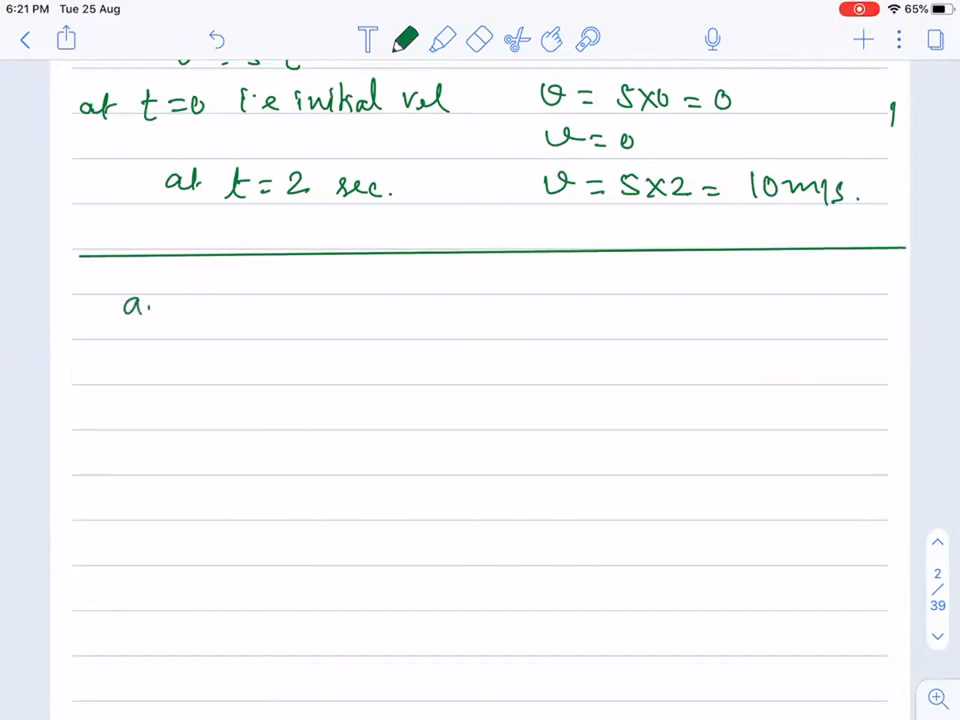 6:21 PM Tue 25 Aug 65%
T
at t=0 i.e initial vel v = 5×0 = 0
v = 0
at t = 2 sec. v = 5×2 = 10 m/s.
a.
2
/
39